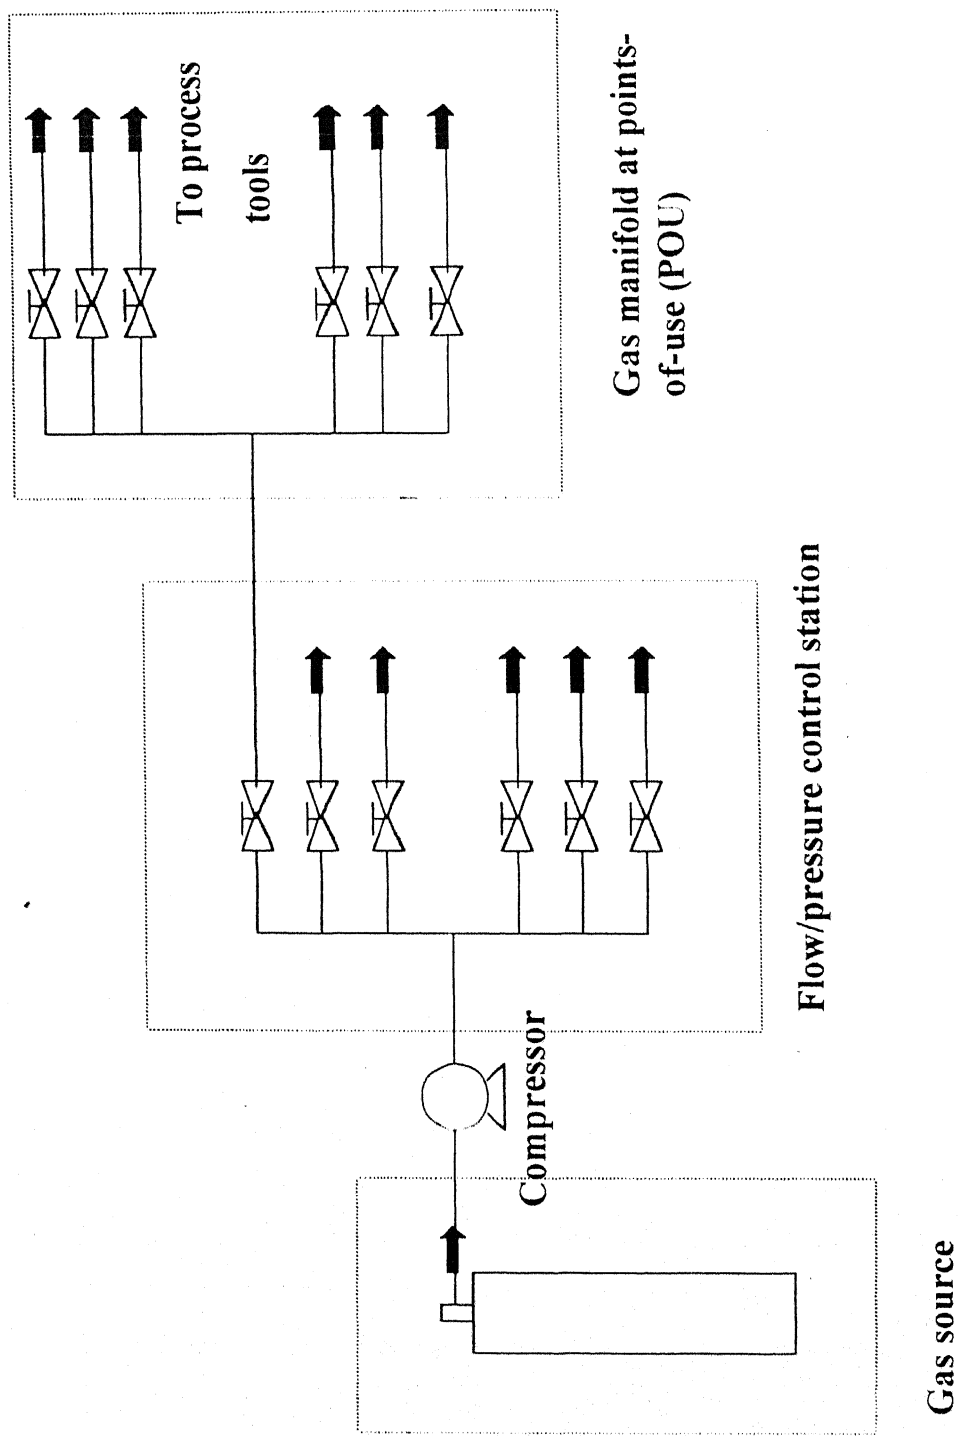 Gas source
Compressor
Flow/pressure control station
Gas manifold at points-
of-use (POU)
To process
tools